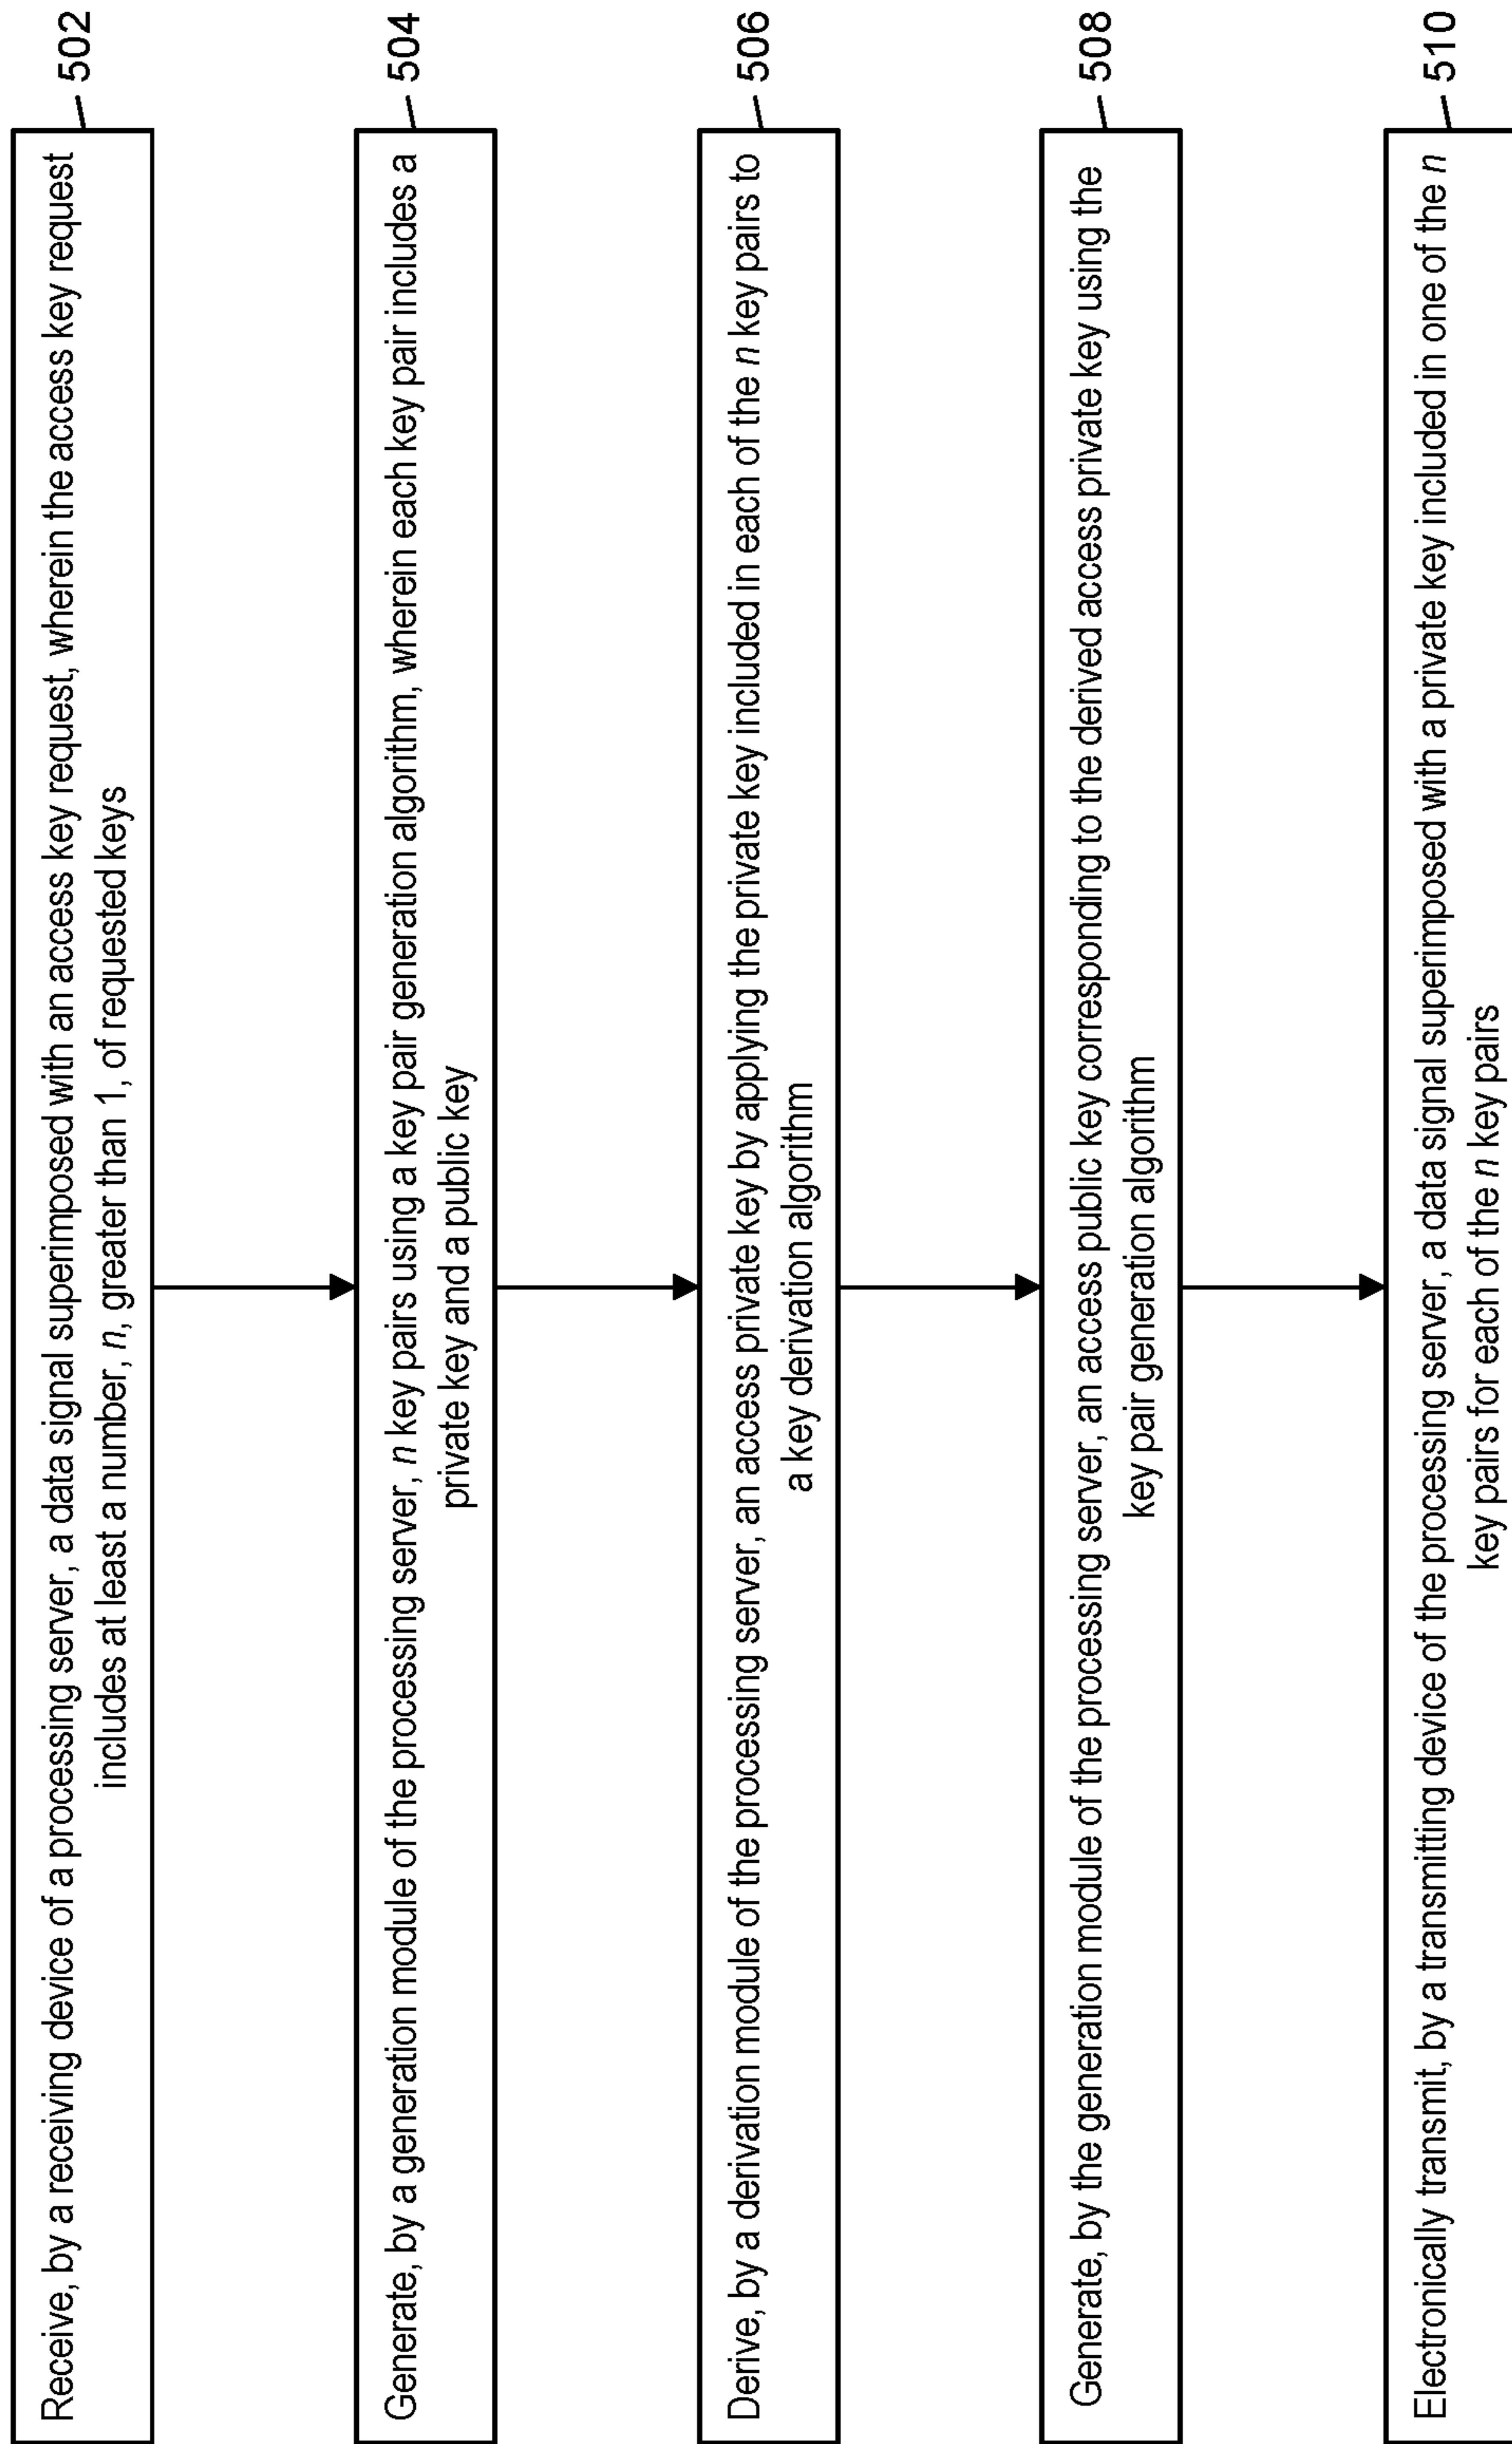 Receive, by a receiving device of a processing server, a data signal superimposed with an access key request, wherein the access key request
includes at least a number, n, greater than 1, of requested keys
502
Generate, by a generation module of the processing server, n key pairs using a key pair generation algorithm, wherein each key pair includes a
private key and a public key
504
Derive, by a derivation module of the processing server, an access private key by applying the private key included in each of the n key pairs to
a key derivation algorithm
506
Generate, by the generation module of the processing server, an access public key corresponding to the derived access private key using the
key pair generation algorithm
508
Electronically transmit, by a transmitting device of the processing server, a data signal superimposed with a private key included in one of the n
key pairs for each of the n key pairs
510